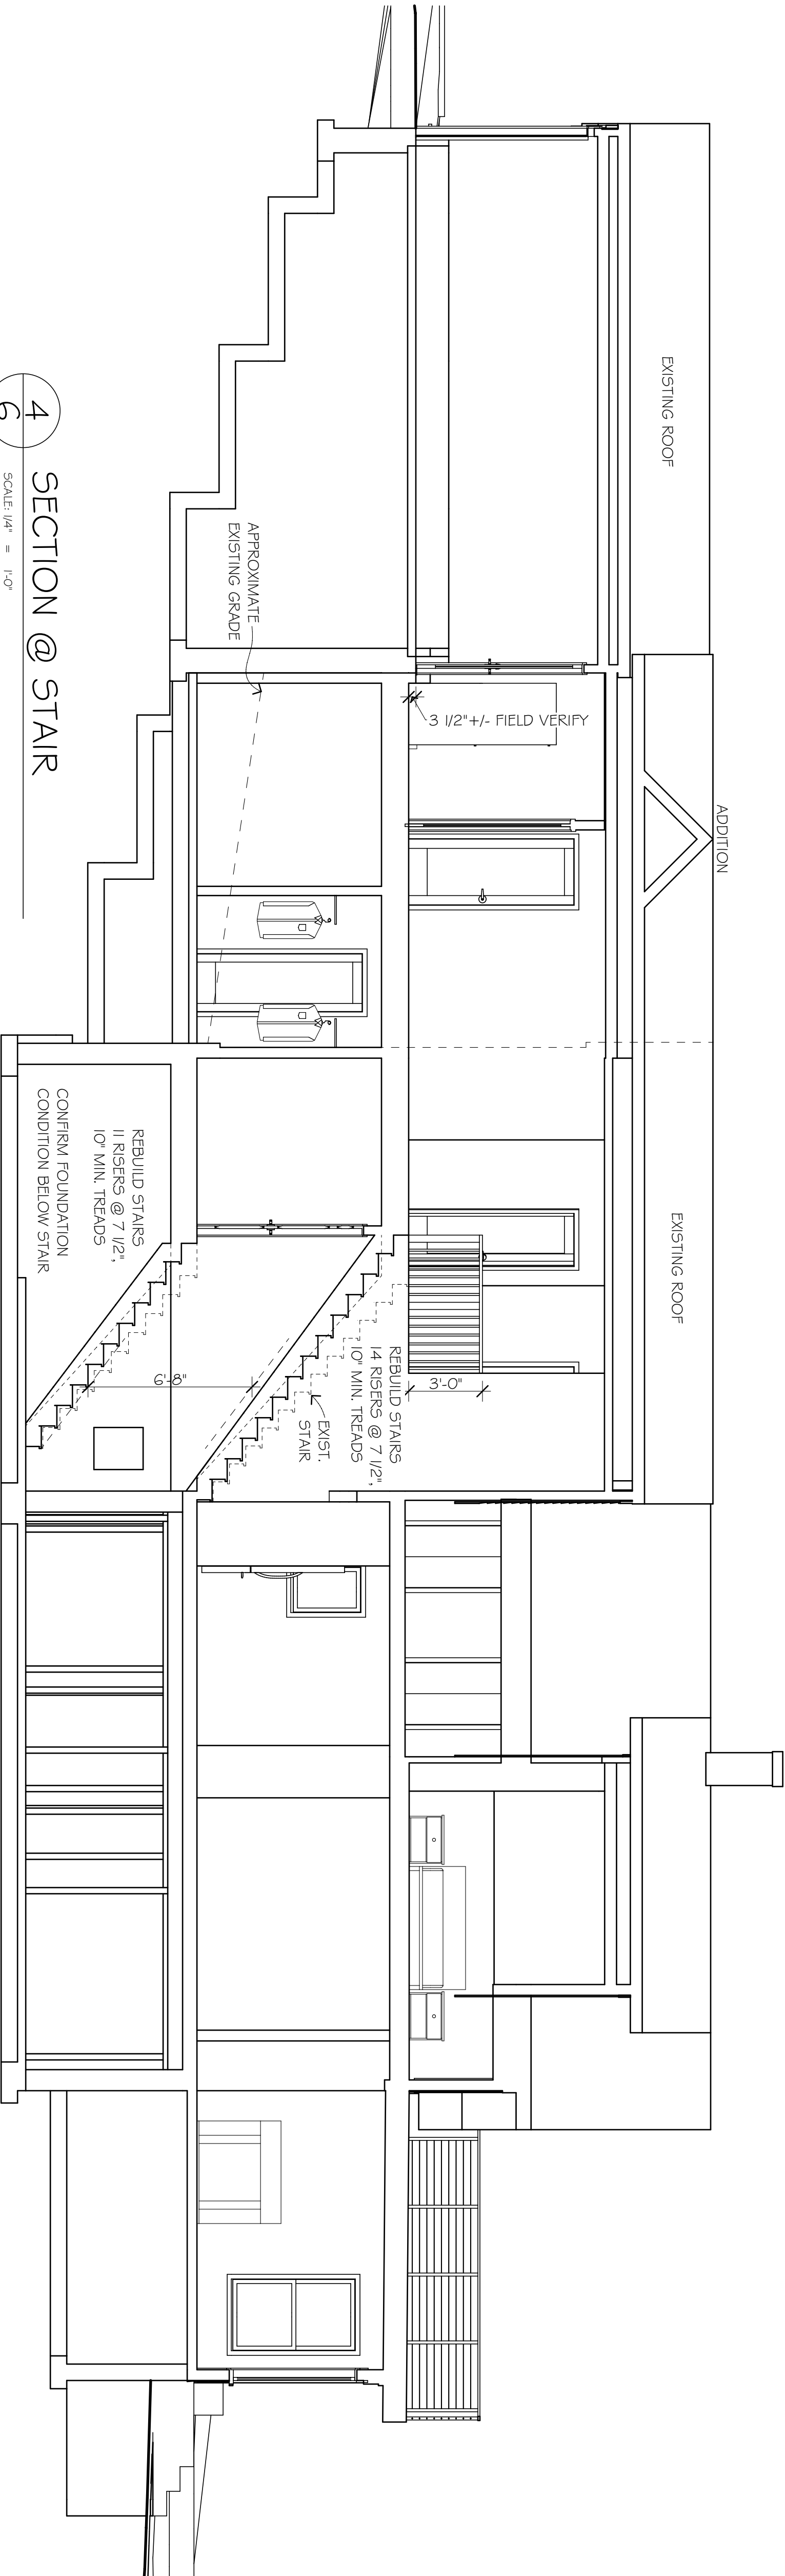 EXISTING ROOF
ADDITION
EXISTING ROOF
3 1/2"+/- FIELD VERIFY
APPROXIMATE
EXISTING GRADE
3'-0"
REBUILD STAIRS
14 RISERS @ 7 1/2",
10" MIN. TREADS
EXIST.
STAIR
6'-8"
REBUILD STAIRS
11 RISERS @ 7 1/2",
10" MIN. TREADS
CONFIRM FOUNDATION
CONDITION BELOW STAIR
4
6
SECTION @ STAIR
SCALE: 1/4" = 1'-0"